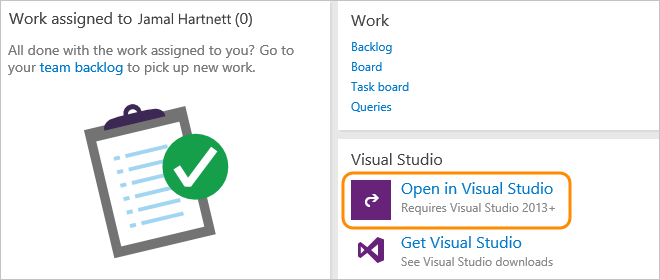 Work assigned to Jamal Hartnett (0)
All done with the work assigned to you? Go to
your team backlog to pick up new work.
Work
Backlog
Board
Task board
Queries
Visual Studio
Open in Visual Studio
Requires Visual Studio 2013+
Get Visual Studio
See Visual Studio downloads